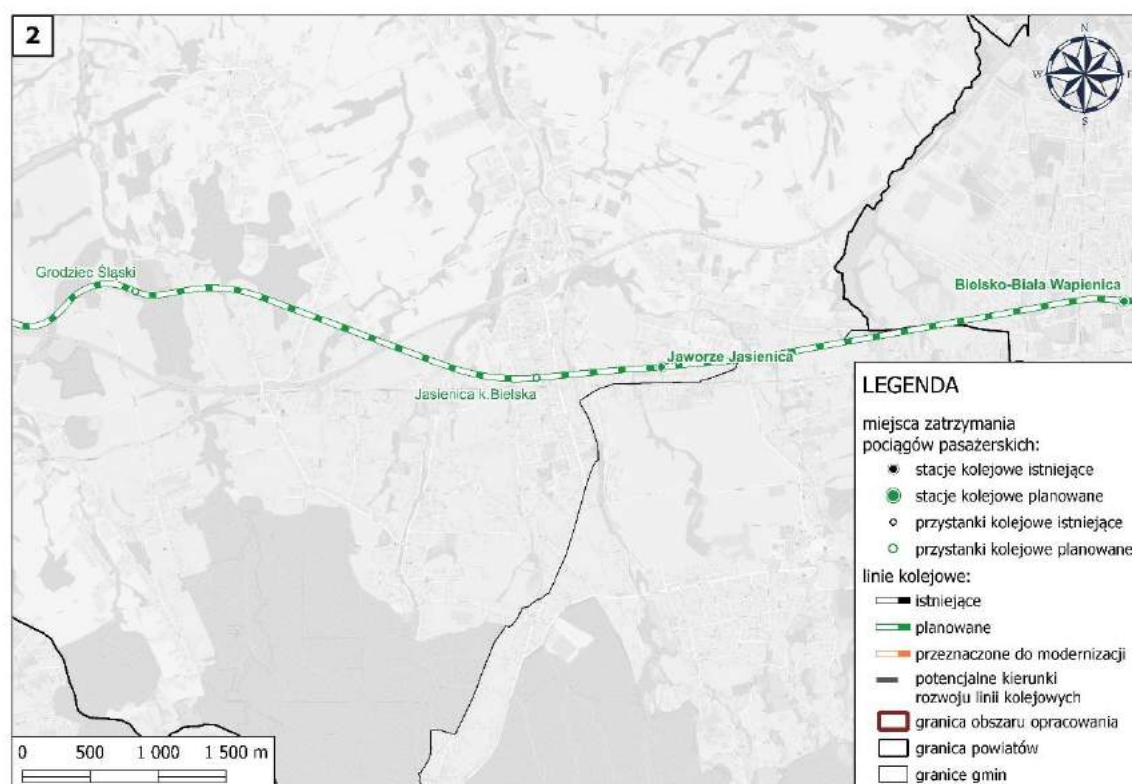 2
N
W
E
S
Grodziec Śląski
Bielsko-Biała Wapienica
Jaworze Jasienica
Jasienica k.Bielska
LEGENDA
miejsca zatrzymania
pociągów pasażerskich:
stacje kolejowe istniejące
stacje kolejowe planowane
przystanki kolejowe istniejące
przystanki kolejowe planowane
linie kolejowe:
istniejące
planowane
przeznaczone do modernizacji
potencjalne kierunki
rozwoju linii kolejowych
granica obszaru opracowania
granica powiatów
granice gmin
0 500 1 000 1 500 m